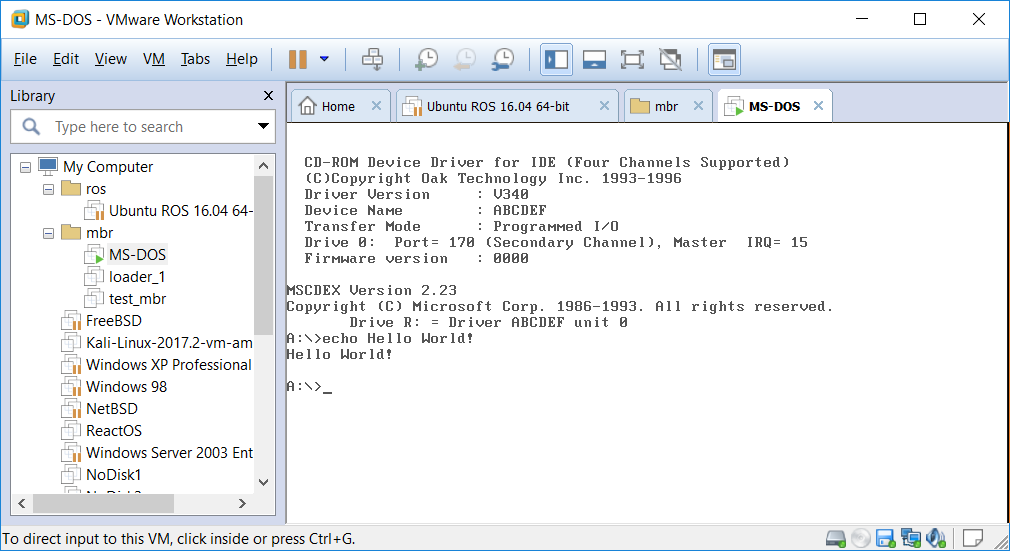 MS-DOS - VMware Workstation
File Edit View VM Tabs Help
Library
Type here to search
My Computer
ros
Ubuntu ROS 16.04 64-
mbr
MS-DOS
loader_1
test_mbr
FreeBSD
Kali-Linux-2017.2-vm-am
Windows XP Professional
Windows 98
NetBSD
ReactOS
Windows Server 2003 Ent
NoDisk1
Home
Ubuntu ROS 16.04 64-bit
mbr
MS-DOS
CD-ROM Device Driver for IDE (Four Channels Supported)
(C)Copyright Oak Technology Inc. 1993-1996
Driver Version : V340
Device Name : ABCDEF
Transfer Mode : Programmed I/O
Drive 0: Port= 170 (Secondary Channel), Master IRQ= 15
Firmware version : 0000
MSCDEX Version 2.23
Copyright (C) Microsoft Corp. 1986-1993. All rights reserved.
Drive R: = Driver ABCDEF unit 0
A:\>echo Hello World!
Hello World!
A:\>_
To direct input to this VM, click inside or press Ctrl+G.